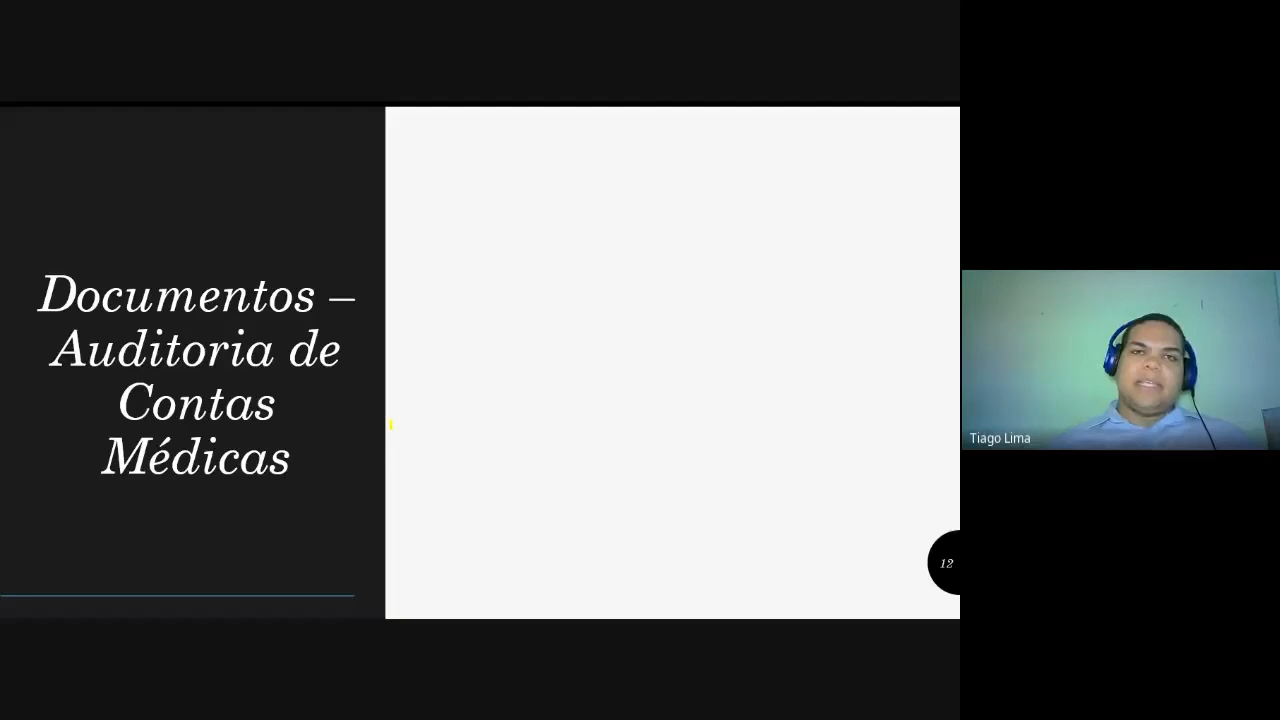 Documentos –
Auditoria de
Contas
Médicas
12
Tiago Lima